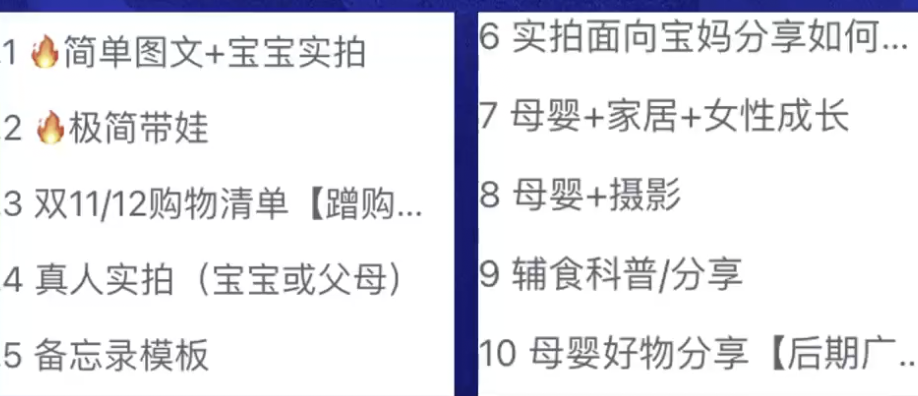 .1 🔥简单图文+宝宝实拍
.2 🔥极简带娃
.3 双11/12购物清单【蹭购...
.4 真人实拍（宝宝或父母）
.5 备忘录模板
6 实拍面向宝妈分享如何...
7 母婴+家居+女性成长
8 母婴+摄影
9 辅食科普/分享
10 母婴好物分享【后期广..